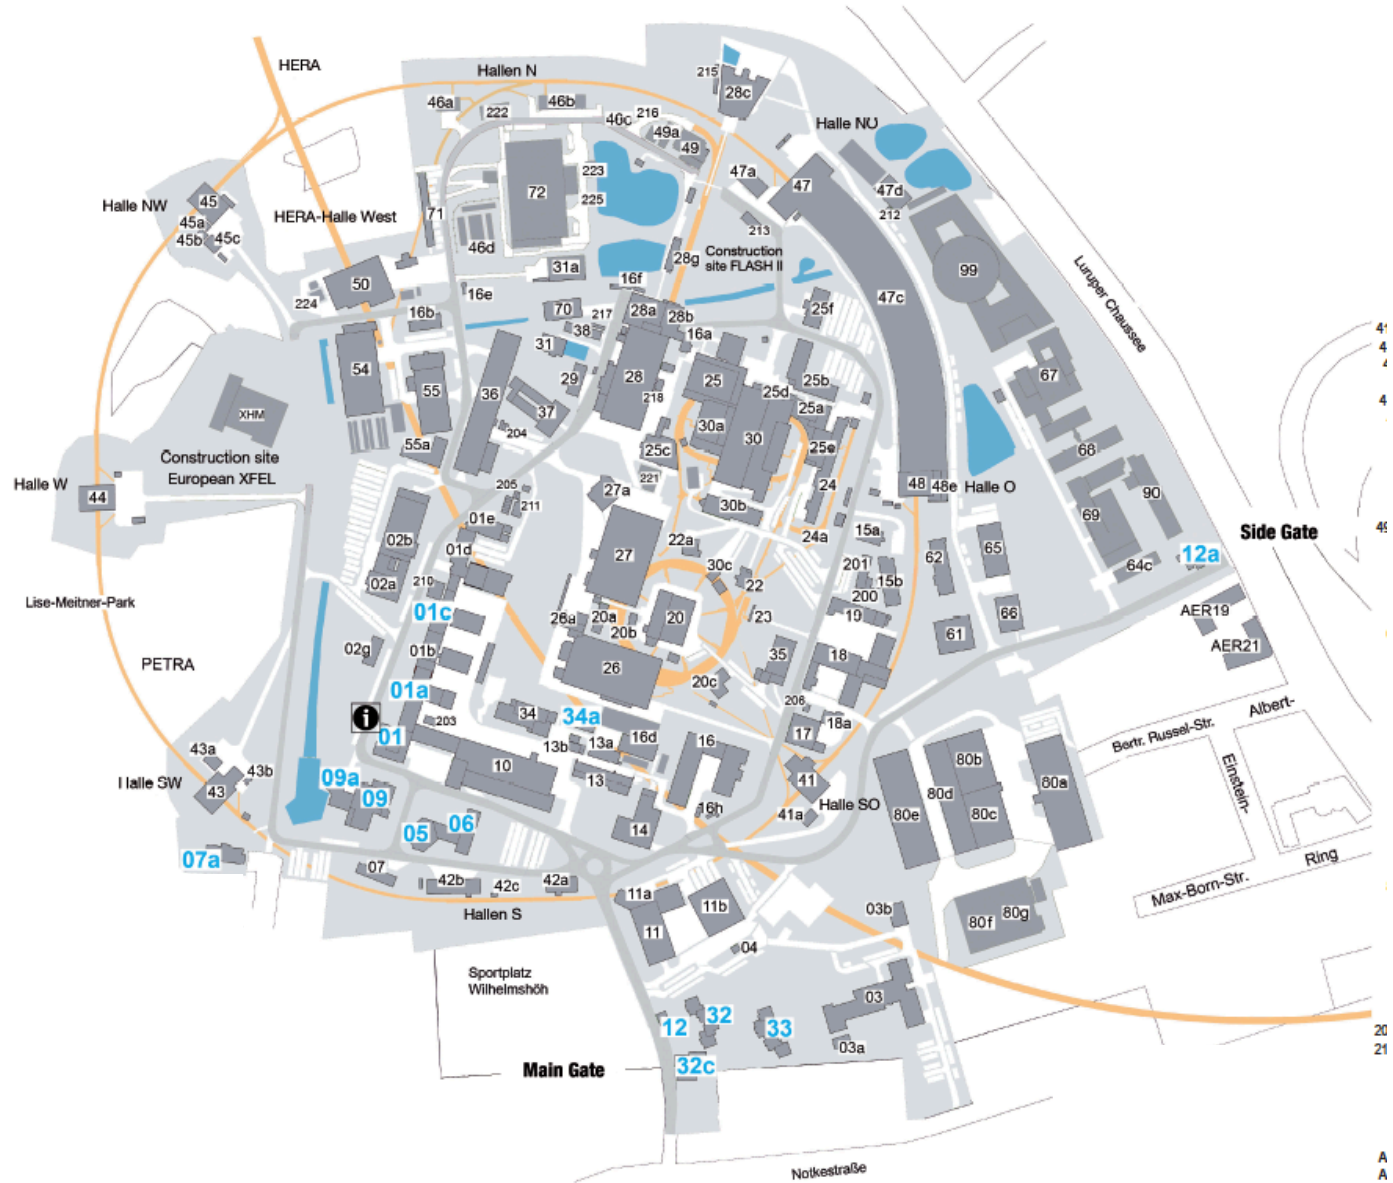 HERA
Hallen N
215
28c
46a
222
46b
46c
216
49a
49
Halle NO
223
72
225
47a
47
47d
212
45
Halle NW
45a
45b
45c
HERA-Halle West
71
46d
213
Construction
site FLASH II
28g
99
31a
16f
50
224
16e
16b
70
217
28a
28b
38
16a
31
25f
47c
Luruper Chaussee
54
55
36
29
28
218
25
25d
25b
67
37
XHM
204
30a
30
25a
25e
55a
25c
68
Construction site
European XFEL
221
Halle W
44
205
211
27a
24
48
48e
Halle O
90
69
30b
01e
02b
27
24a
15a
Side Gate
01d
22a
62
65
12a
64c
201
30c
22
15b
200
02a
210
01c
Lise-Meitner-Park
26a
20a
20b
20
23
19
66
AER19
61
AER21
02g
01b
PETRA
26
35
18
01a
20c
206
203
34
34a
18a
i
01
17
Albert-
Bertr. Russel-Str.
13b
13a
16d
16
43a
43b
Halle SW
43
09a
09
10
13
41
80b
80d
80a
Einstein-
Halle SO
16h
41a
80e
80c
05
06
14
07a
07
42b
42c
42a
Ring
Max-Born-Str.
Hallen S
11a
11b
11
03b
80f
80g
04
Sportplatz
Wilhelmshöh
03
12
32
33
03a
Main Gate
32c
Notkestraße
49
20
21
A
A